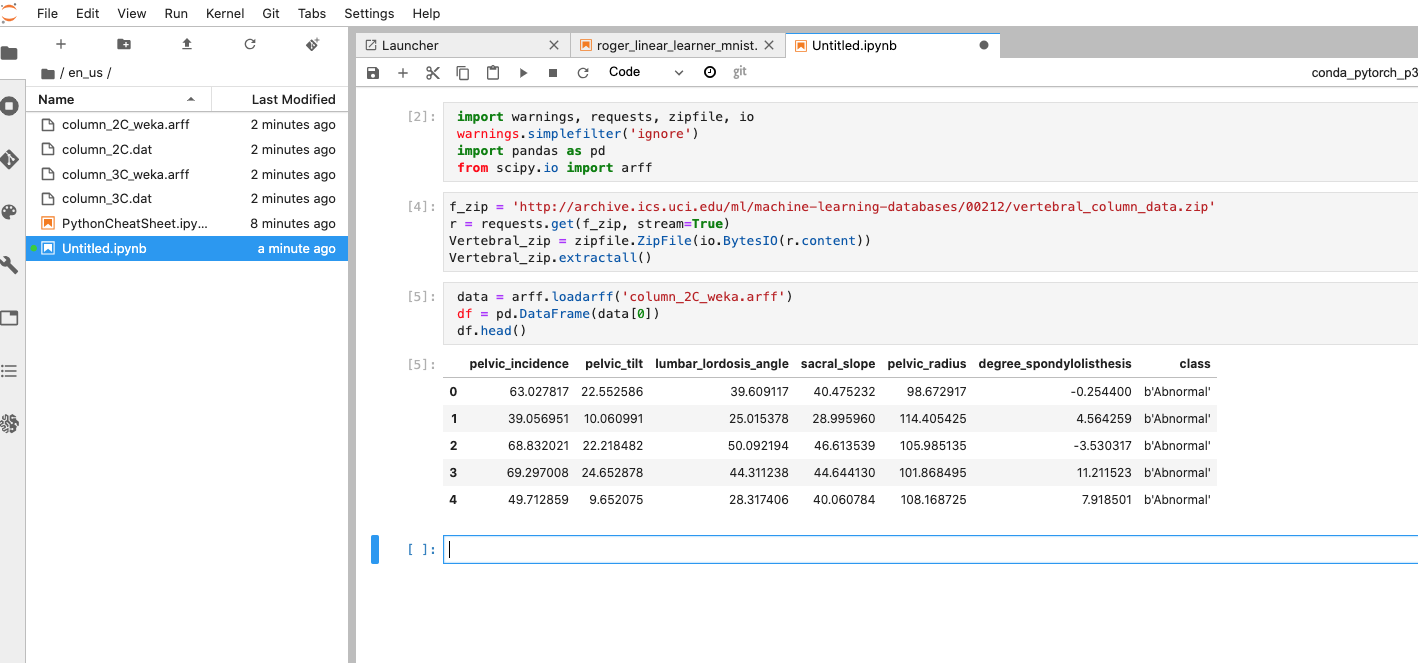 File Edit View Run Kernel Git Tabs Settings Help
/ en_us /
Name Last Modified
column_2C_weka.arff 2 minutes ago
column_2C.dat 2 minutes ago
column_3C_weka.arff 2 minutes ago
column_3C.dat 2 minutes ago
PythonCheatSheet.ipy... 8 minutes ago
Untitled.ipynb a minute ago
Launcher roger_linear_learner_mnist. Untitled.ipynb
Code git conda_pytorch_p3
[2]: import warnings, requests, zipfile, io
warnings.simplefilter('ignore')
import pandas as pd
from scipy.io import arff
[4]: f_zip = 'http://archive.ics.uci.edu/ml/machine-learning-databases/00212/vertebral_column_data.zip'
r = requests.get(f_zip, stream=True)
Vertebral_zip = zipfile.ZipFile(io.BytesIO(r.content))
Vertebral_zip.extractall()
[5]: data = arff.loadarff('column_2C_weka.arff')
df = pd.DataFrame(data[0])
df.head()
[5]: pelvic_incidence pelvic_tilt lumbar_lordosis_angle sacral_slope pelvic_radius degree_spondylolisthesis class
0 63.027817 22.552586 39.609117 40.475232 98.672917 -0.254400 b'Abnormal'
1 39.056951 10.060991 25.015378 28.995960 114.405425 4.564259 b'Abnormal'
2 68.832021 22.218482 50.092194 46.613539 105.985135 -3.530317 b'Abnormal'
3 69.297008 24.652878 44.311238 44.644130 101.868495 11.211523 b'Abnormal'
4 49.712859 9.652075 28.317406 40.060784 108.168725 7.918501 b'Abnormal'
[ ]: